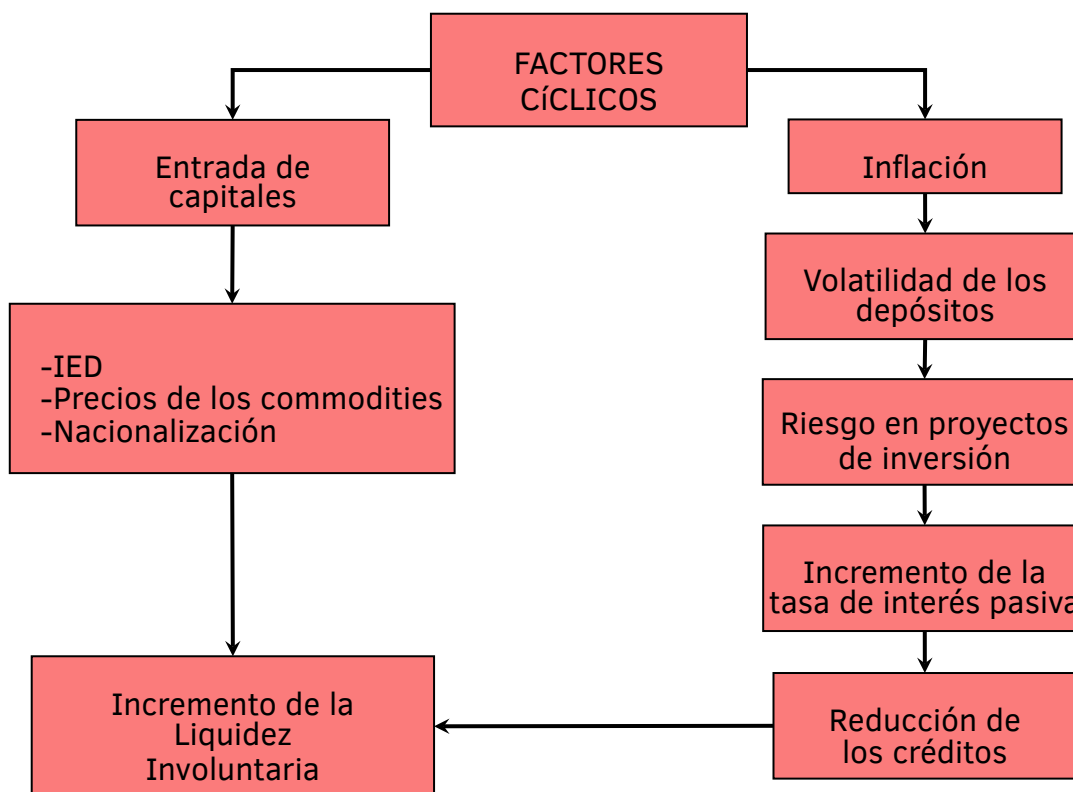 FACTORES
CíCLICOS
Entrada de
capitales
Inflación
Volatilidad de los
depósitos
-IED
-Precios de los commodities
-Nacionalización
Riesgo en proyectos
de inversión
Incremento de la
tasa de interés pasiva
Incremento de la
Liquidez
Involuntaria
Reducción de
los créditos